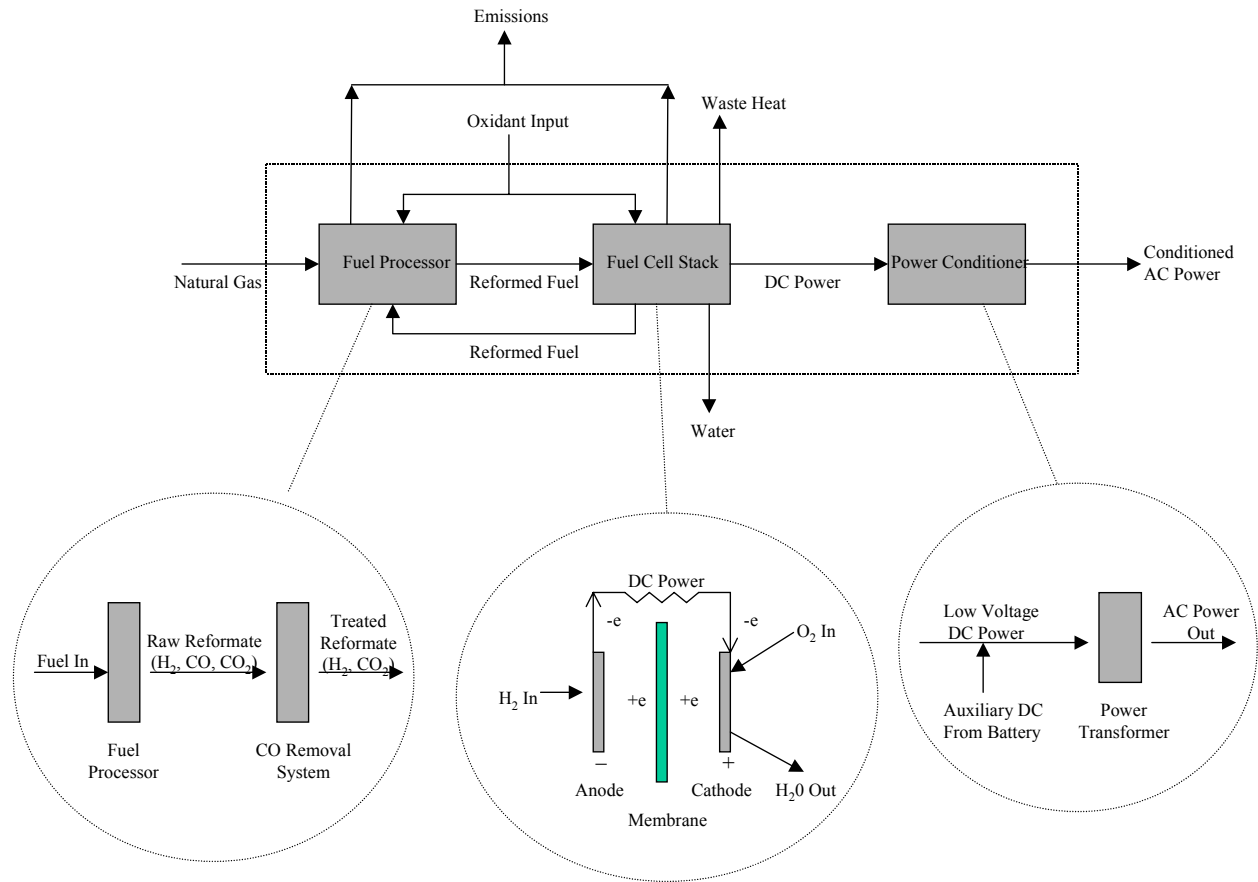 Emissions
Waste Heat
Oxidant Input
Natural Gas
Fuel Processor
Reformed Fuel
Fuel Cell Stack
DC Power
Power Conditioner
Conditioned
AC Power
Reformed Fuel
Water
Fuel In
Raw Reformate
(H₂, CO, CO₂)
Treated
Reformate
(H₂, CO₂)
Fuel
Processor
CO Removal
System
DC Power
-e
-e
O₂ In
H₂ In
+e
+e
–
+
Anode
Cathode
H₂0 Out
Membrane
Low Voltage
DC Power
AC Power
Out
Auxiliary DC
From Battery
Power
Transformer